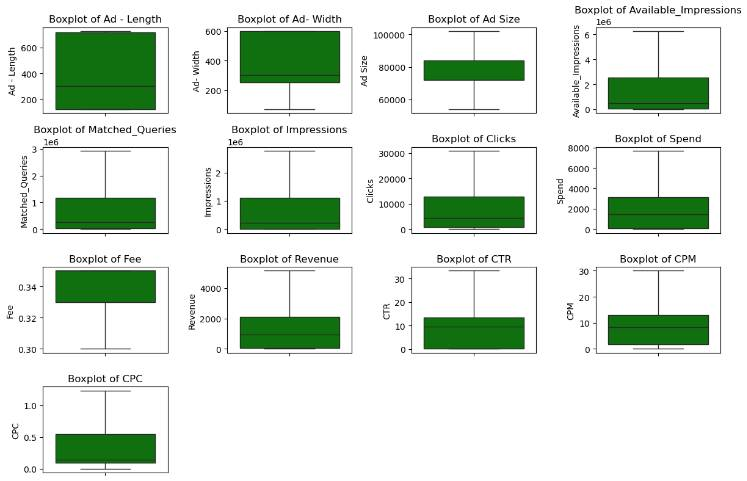 Boxplot of Ad - Length
Ad - Length
600
400
200
Boxplot of Ad- Width
Ad- Width
600
400
200
Boxplot of Ad Size
Ad Size
100000
80000
60000
Boxplot of Available_Impressions
1e6
Available_Impressions
6
4
2
0
Boxplot of Matched_Queries
1e6
Matched_Queries
3
2
1
0
Boxplot of Impressions
1e6
Impressions
2
1
0
Boxplot of Clicks
Clicks
30000
20000
10000
0
Boxplot of Spend
Spend
8000
6000
4000
2000
0
Boxplot of Fee
Fee
0.34
0.32
0.30
Boxplot of Revenue
Revenue
4000
2000
0
Boxplot of CTR
CTR
30
20
10
0
Boxplot of CPM
CPM
30
20
10
0
Boxplot of CPC
CPC
1.0
0.5
0.0